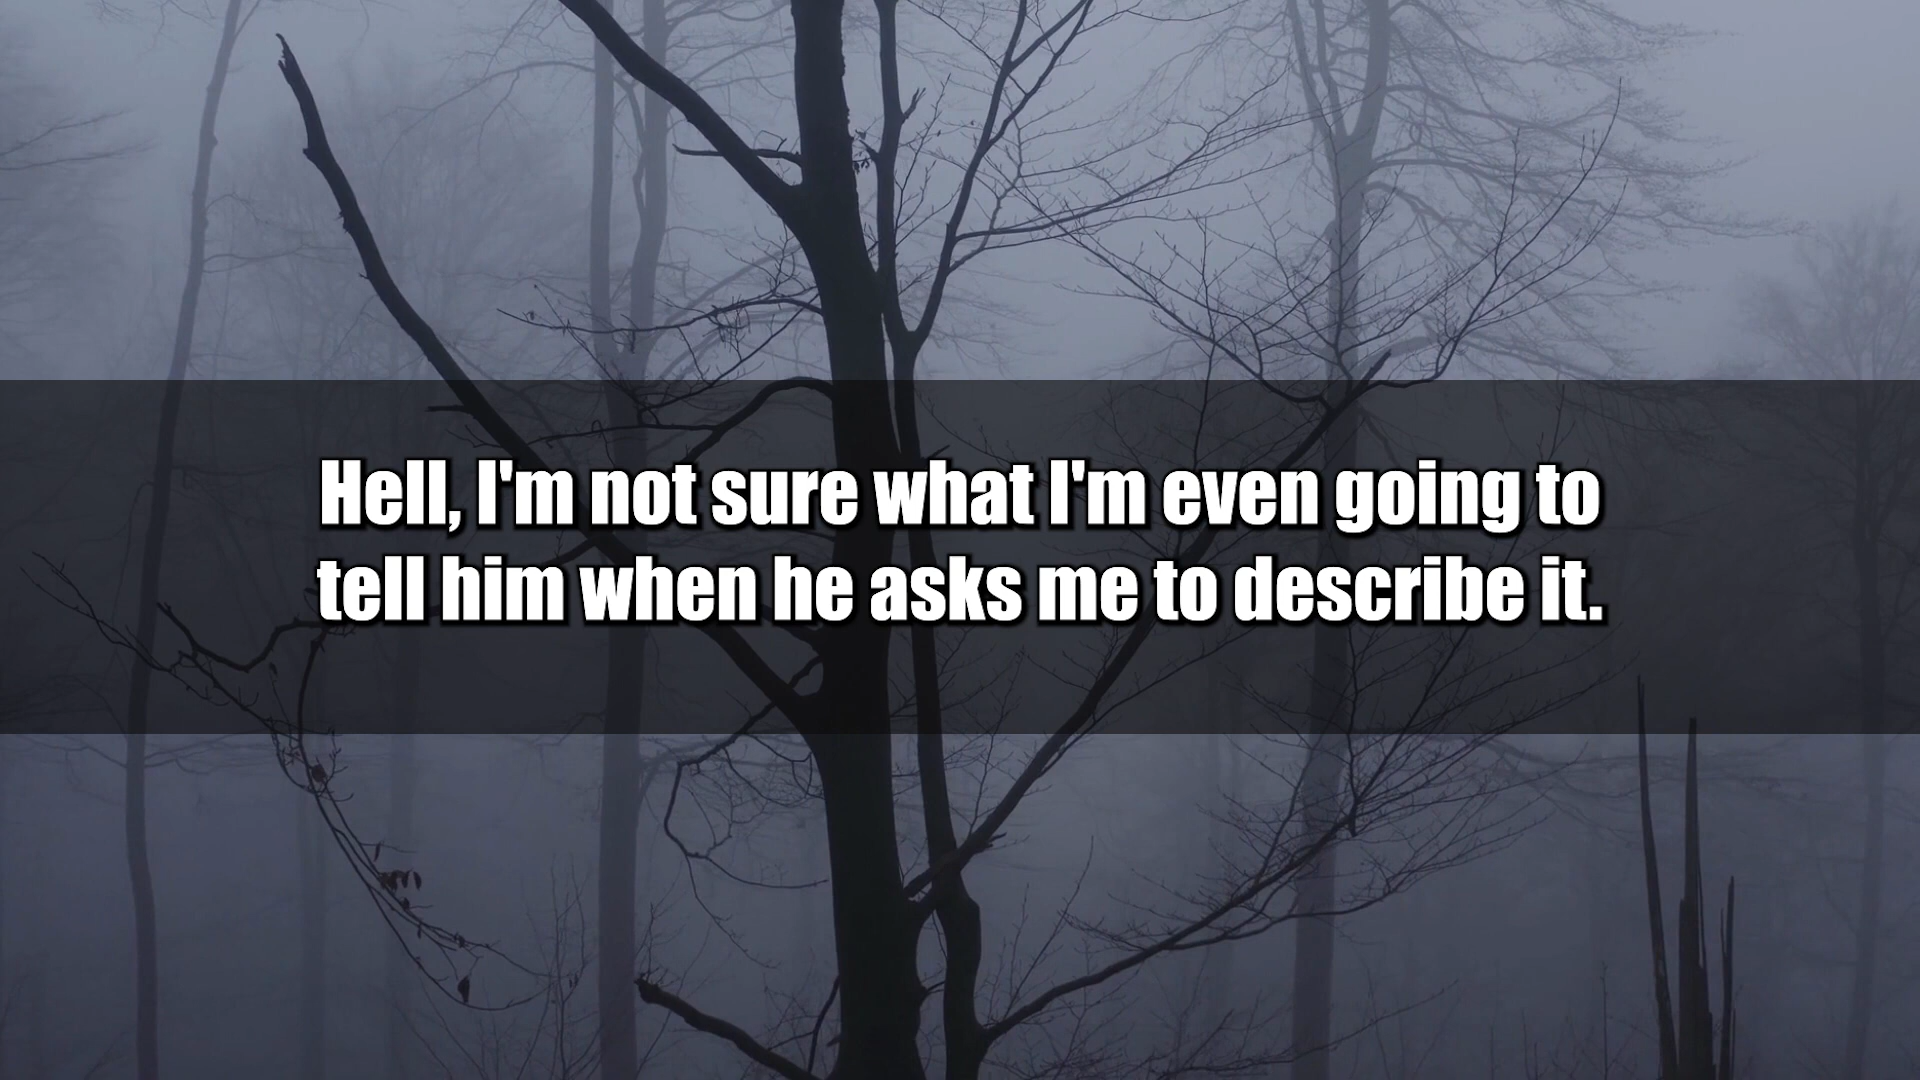 Hell, I'm not sure what I'm even going to
tell him when he asks me to describe it.